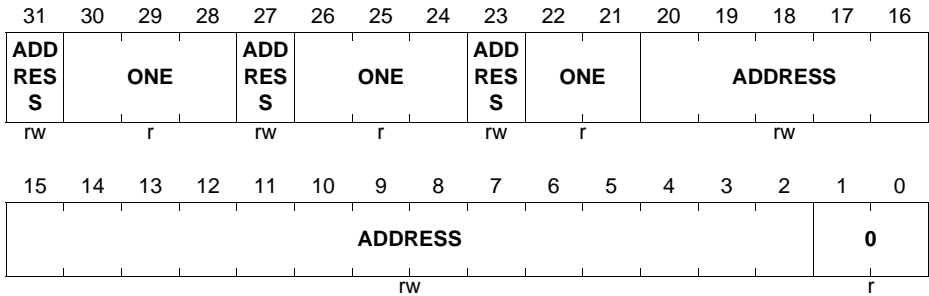 31 30 29 28 27 26 25 24 23 22 21 20 19 18 17 16
ADD RES S ONE ADD RES S ONE ADD RES S ONE ADDRESS
rw r rw r rw r rw
15 14 13 12 11 10 9 8 7 6 5 4 3 2 1 0
ADDRESS 0
rw r